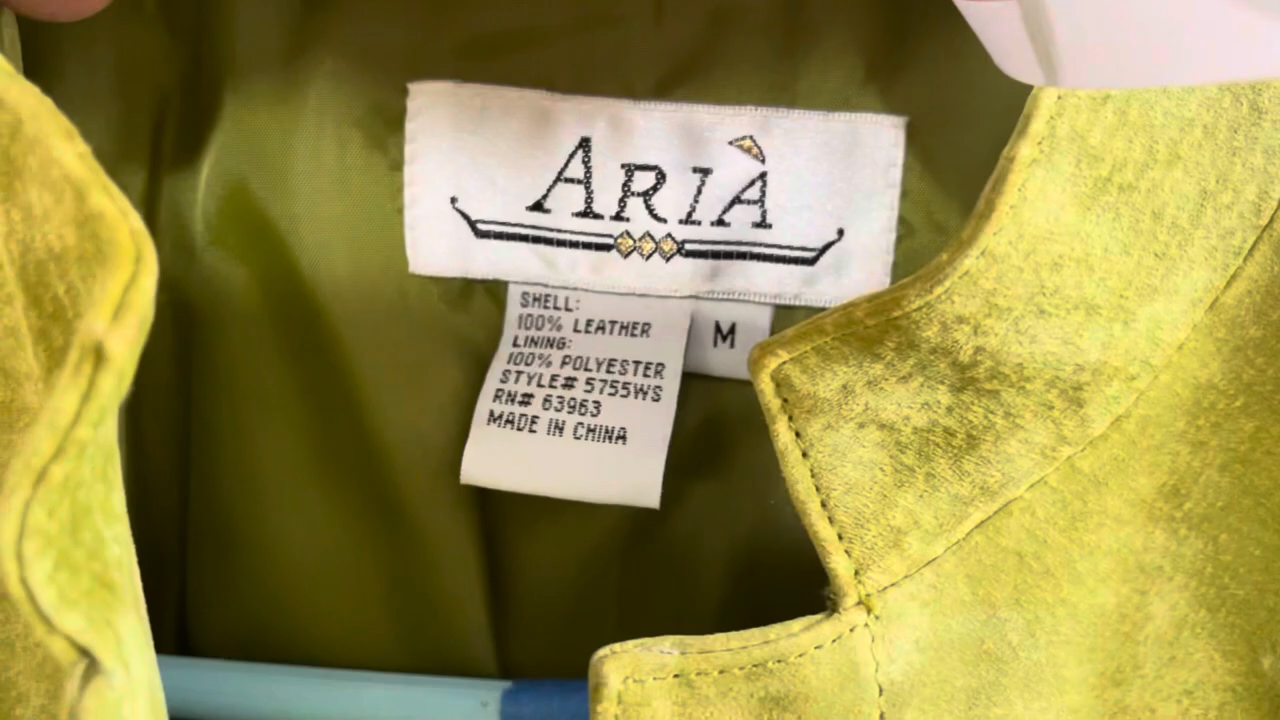 ARIÀ
SHELL:
100% LEATHER
LINING:
100% POLYESTER
STYLE# 5755WS
RN# 63963
MADE IN CHINA
M